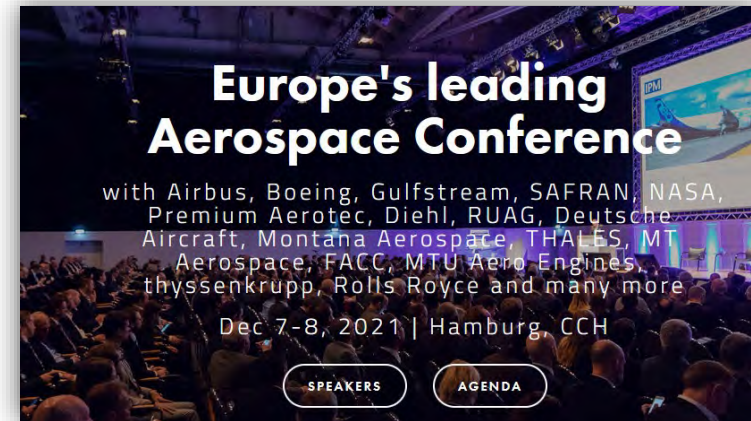 IPM
Europe's leading
Aerospace Conference
with Airbus, Boeing, Gulfstream, SAFRAN, NASA,
Premium Aerotec, Diehl, RUAG, Deutsche
Aircraft, Montana Aerospace, THALES, MT
Aerospace, FACC, MTU Aero Engines,
thyssenkrupp, Rolls Royce and many more
Dec 7-8, 2021 | Hamburg, CCH
SPEAKERS AGENDA